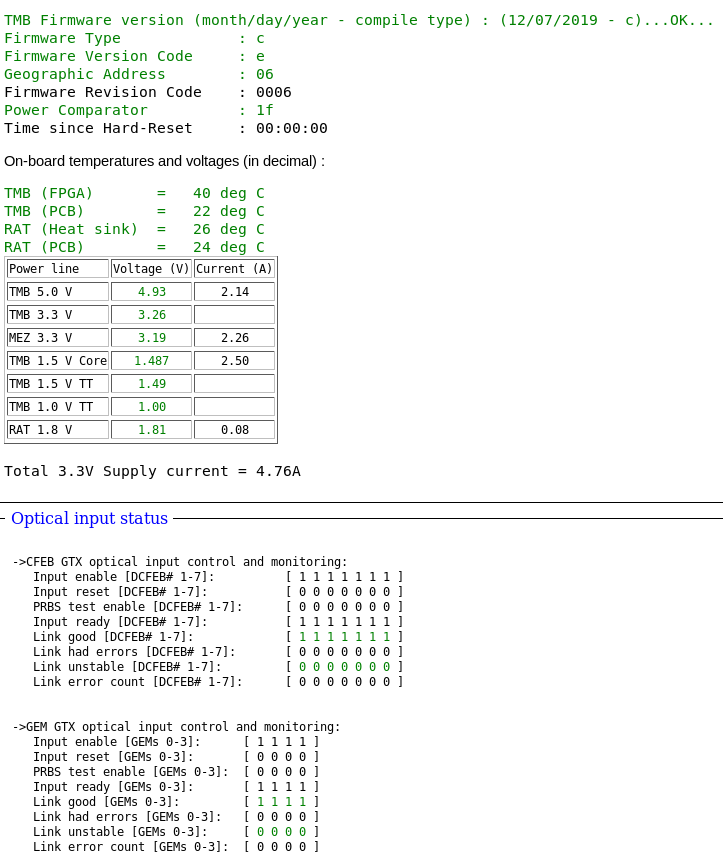 TMB Firmware version (month/day/year - compile type) : (12/07/2019 - c)...OK...
Firmware Type             : c
Firmware Version Code     : e
Geographic Address        : 06
Firmware Revision Code    : 0006
Power Comparator          : 1f
Time since Hard-Reset     : 00:00:00
On-board temperatures and voltages (in decimal) :
TMB (FPGA)       =   40 deg C
TMB (PCB)        =   22 deg C
RAT (Heat sink)  =   26 deg C
RAT (PCB)        =   24 deg C
Power line Voltage (V) Current (A)
TMB 5.0 V 4.93 2.14
TMB 3.3 V 3.26
MEZ 3.3 V 3.19 2.26
TMB 1.5 V Core 1.487 2.50
TMB 1.5 V TT 1.49
TMB 1.0 V TT 1.00
RAT 1.8 V 1.81 0.08
Total 3.3V Supply current = 4.76A
Optical input status
->CFEB GTX optical input control and monitoring:
Input enable [DCFEB# 1-7]:          [ 1 1 1 1 1 1 1 ]
Input reset [DCFEB# 1-7]:           [ 0 0 0 0 0 0 0 ]
PRBS test enable [DCFEB# 1-7]:      [ 0 0 0 0 0 0 0 ]
Input ready [DCFEB# 1-7]:           [ 1 1 1 1 1 1 1 ]
Link good [DCFEB# 1-7]:             [ 1 1 1 1 1 1 1 ]
Link had errors [DCFEB# 1-7]:       [ 0 0 0 0 0 0 0 ]
Link unstable [DCFEB# 1-7]:         [ 0 0 0 0 0 0 0 ]
Link error count [DCFEB# 1-7]:      [ 0 0 0 0 0 0 0 ]
->GEM GTX optical input control and monitoring:
Input enable [GEMs 0-3]:      [ 1 1 1 1 ]
Input reset [GEMs 0-3]:       [ 0 0 0 0 ]
PRBS test enable [GEMs 0-3]:  [ 0 0 0 0 ]
Input ready [GEMs 0-3]:       [ 1 1 1 1 ]
Link good [GEMs 0-3]:         [ 1 1 1 1 ]
Link had errors [GEMs 0-3]:   [ 0 0 0 0 ]
Link unstable [GEMs 0-3]:     [ 0 0 0 0 ]
Link error count [GEMs 0-3]:  [ 0 0 0 0 ]